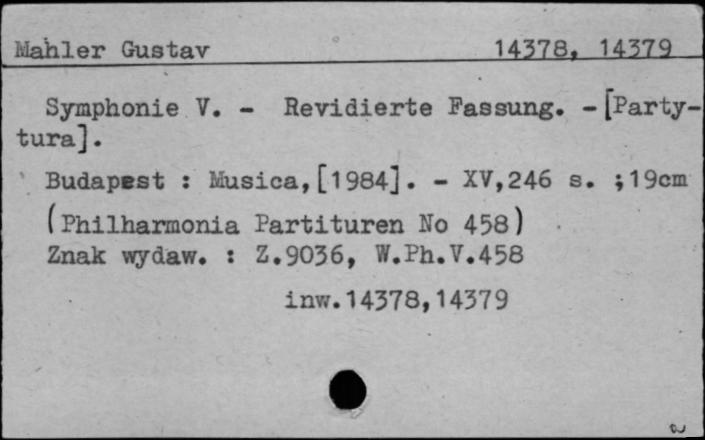 Mahler Gustav 14378, 14379
Symphonie V. - Revidierte Fassung. - [Party-
tura].
Budapest : Musica, [1984]. - XV,246 s. ;19cm
(Philharmonia Partituren No 458)
Znak wydaw. : Z.9036, W.Ph.V.458
inw.14378,14379